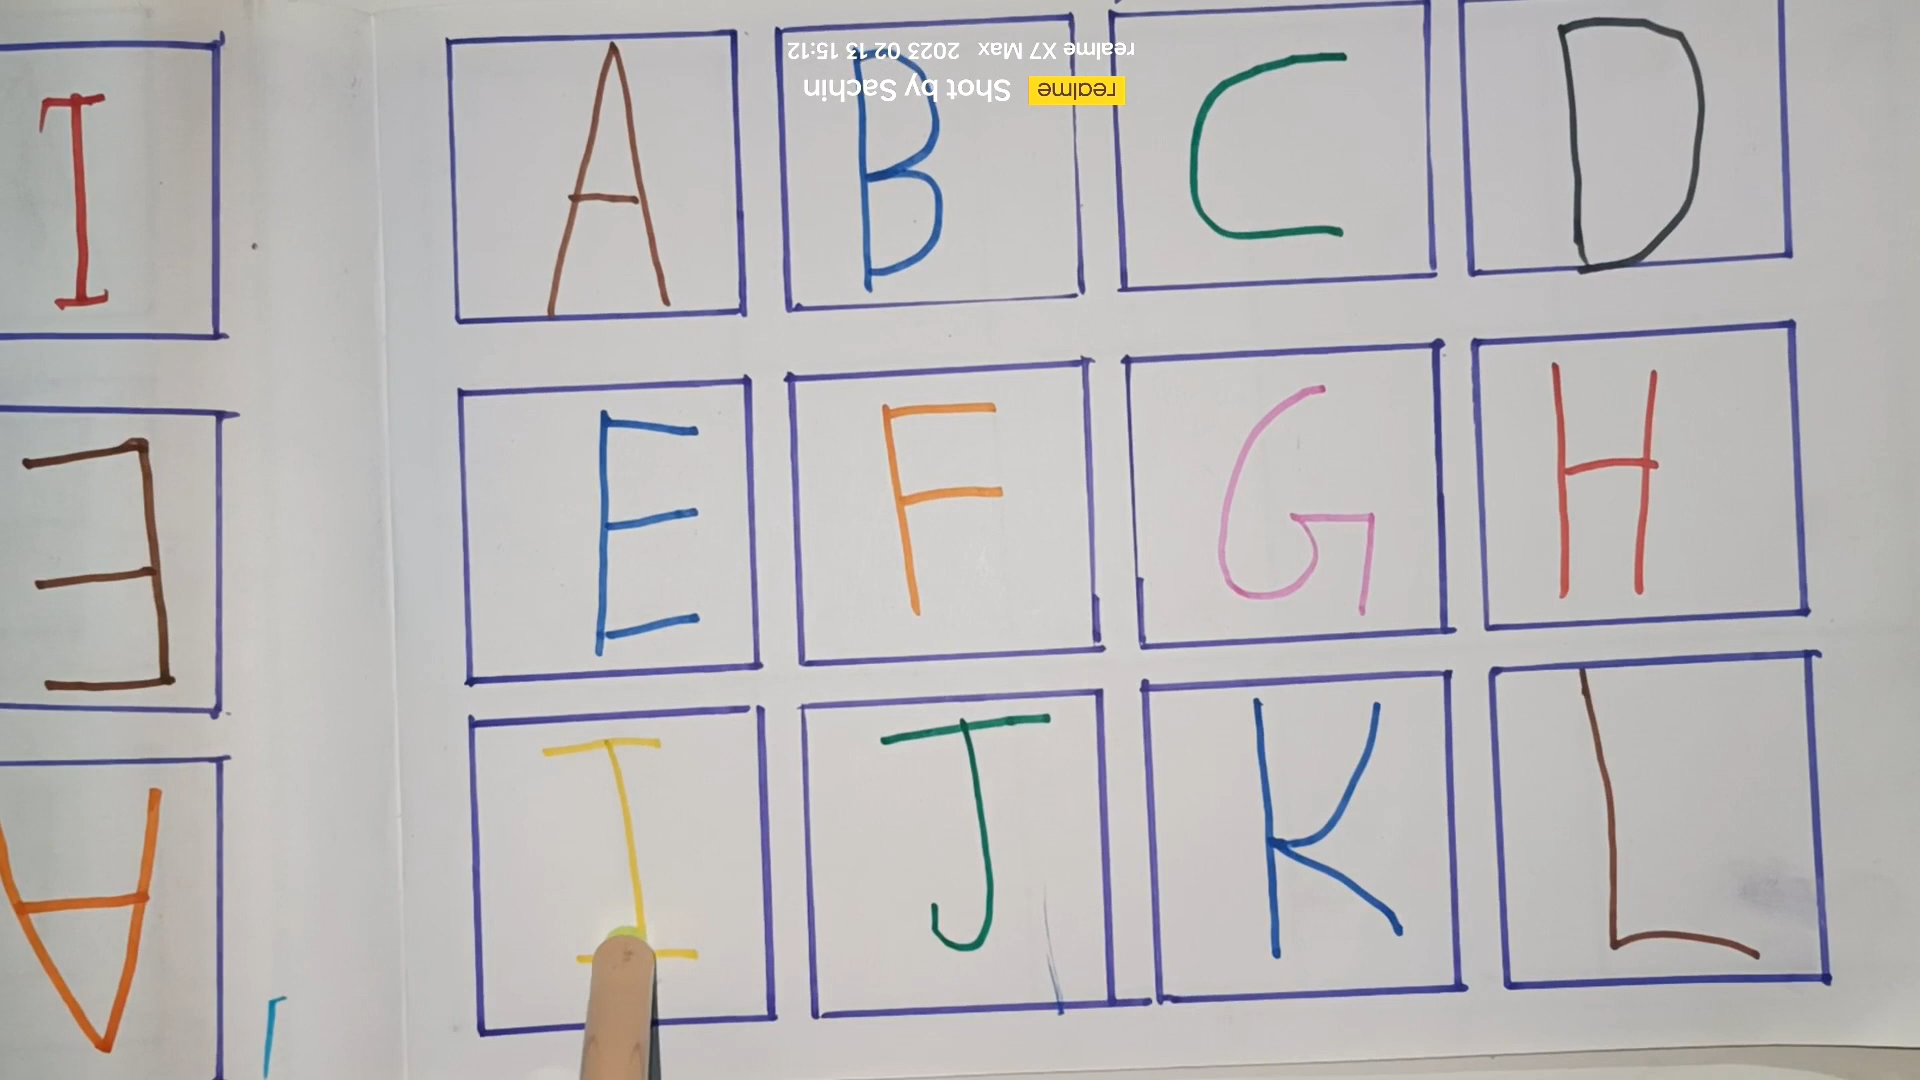 A B C D
E F G H
I J K L
I
E
A
realme Shot by Sachin
realme X7 Max 2023 02 13 15:12